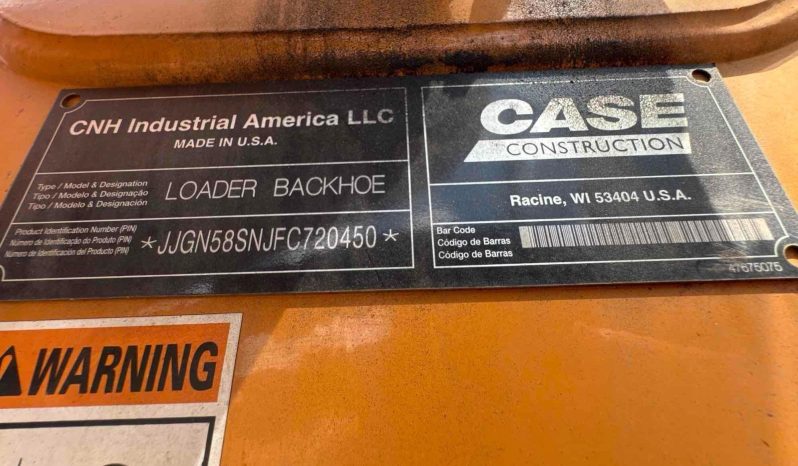 CNH Industrial America LLC
MADE IN U.S.A.
Type / Model & Designation
Tipo / Modelo & Designação
Tipo / Modelo & Designación
LOADER BACKHOE
Product Identification Number (PIN)
Número de Identificação do Produto (PIN)
Número de Identificación del Producto (PIN)
*JJGN58SNJFC720450*
CASE
CONSTRUCTION
Racine, WI 53404 U.S.A.
Bar Code
Código de Barras
Código de Barras
47675075
WARNING